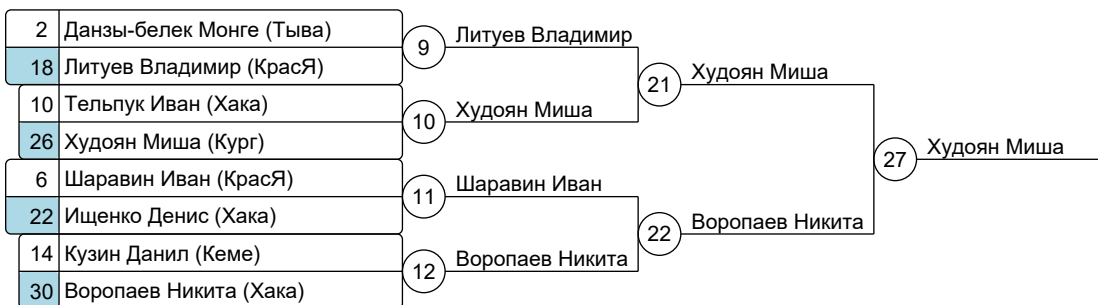 2 Данзы-белек Монге (Тыва)
18 Литуев Владимир (КрасЯ)
10 Тельпук Иван (Хака)
26 Худоян Миша (Кург)
6 Шаравин Иван (КрасЯ)
22 Ищенко Денис (Хака)
14 Кузин Данил (Кеме)
30 Воропаев Никита (Хака)
9 Литуев Владимир
10 Худоян Миша
11 Шаравин Иван
12 Воропаев Никита
21 Худоян Миша
22 Воропаев Никита
27 Худоян Миша